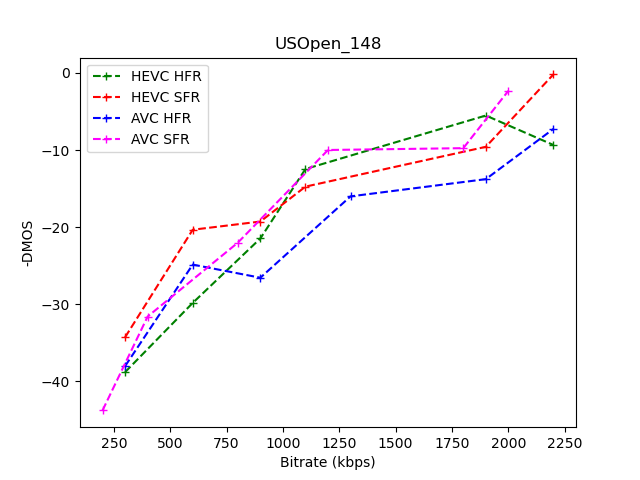 USOpen_148
HEVC HFR
HEVC SFR
AVC HFR
AVC SFR
0
−10
−20
−30
−40
-DMOS
250 500 750 1000 1250 1500 1750 2000 2250
Bitrate (kbps)